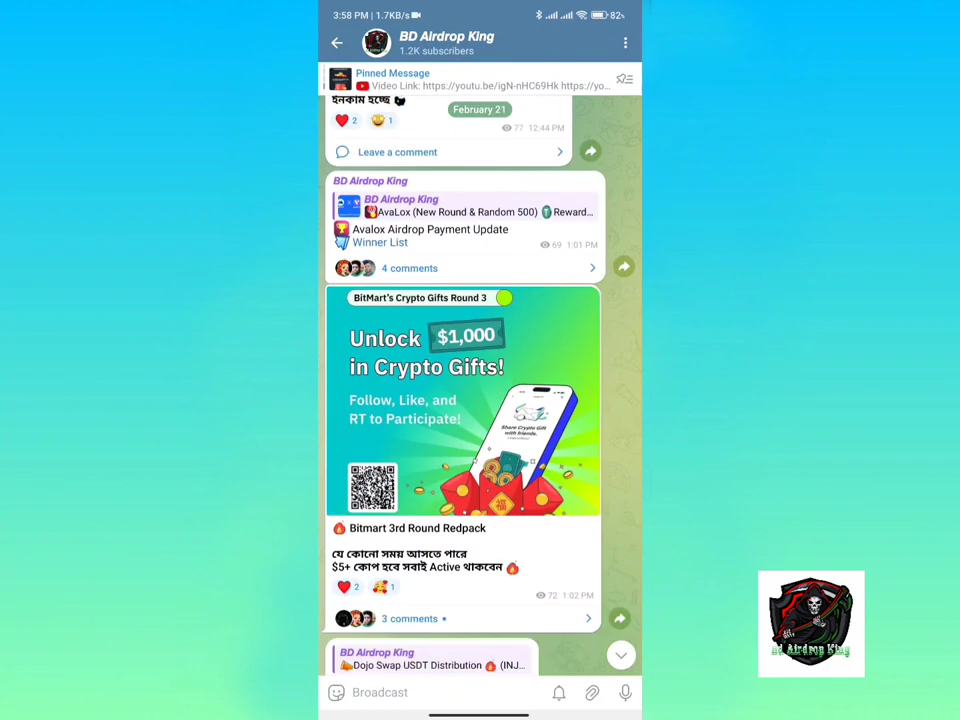 3:58 PM | 1.7KB/s
82%
BD Airdrop King
1.2K subscribers
Pinned Message
Video Link: https://youtu.be/igN-nHC69Hk https://yo...
ইনকাম হচ্ছে
February 21
2
1
77 12:44 PM
Leave a comment
BD Airdrop King
BD Airdrop King
AvaLox (New Round & Random 500) Reward...
Avalox Airdrop Payment Update
Winner List
69 1:01 PM
4 comments
BitMart's Crypto Gifts Round 3
Unlock $1,000
in Crypto Gifts!
Follow, Like, and
RT to Participate!
Share Crypto Gift
with friends.
福
Bitmart 3rd Round Redpack
যে কোনো সময় আসতে পারে
$5+ কোপ হবে সবাই Active থাকবেন
2
1
72 1:02 PM
3 comments
BD Airdrop King
Dojo Swap USDT Distribution (INJ...
Broadcast
Bd Airdrop King